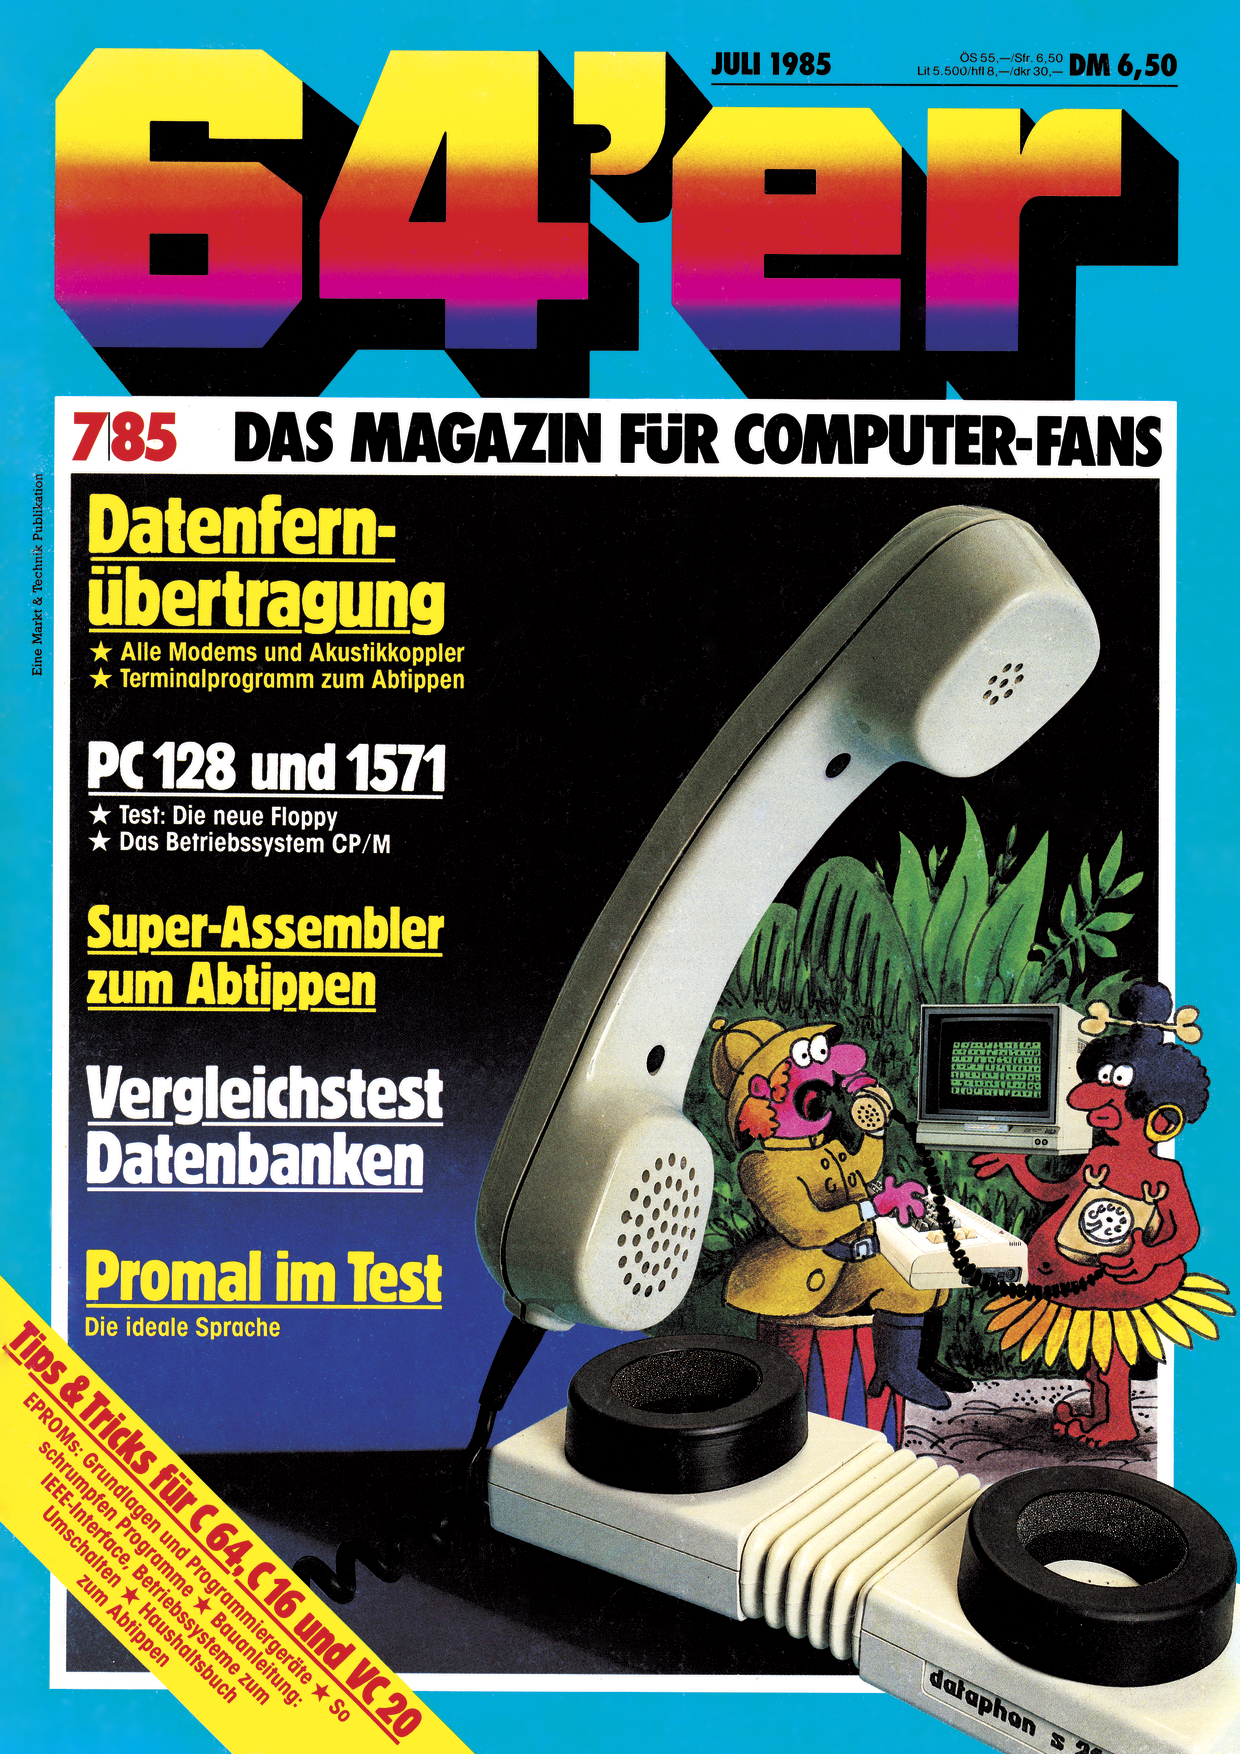 JULI 1985
ÖS 55,—/Sfr. 6,50
Lit 5.500/hfl 8,—/dkr 30,— DM 6,50
64'er
7|85 DAS MAGAZIN FÜR COMPUTER-FANS
Eine Markt & Technik Publikation
Datenfern-
übertragung
★ Alle Modems und Akustikkoppler
★ Terminalprogramm zum Abtippen
PC 128 und 1571
★ Test: Die neue Floppy
★ Das Betriebssystem CP/M
Super-Assembler
zum Abtippen
Vergleichstest
Datenbanken
Promal im Test
Die ideale Sprache
Tips & Tricks für C 64, C 16 und VC 20
EPROMs: Grundlagen und Programmiergeräte ★ So
schrumpfen Programme ★ Bauanleitung:
IEEE-Interface, Betriebssysteme zum
Umschalten ★ Haushaltsbuch
zum Abtippen
dataphon s